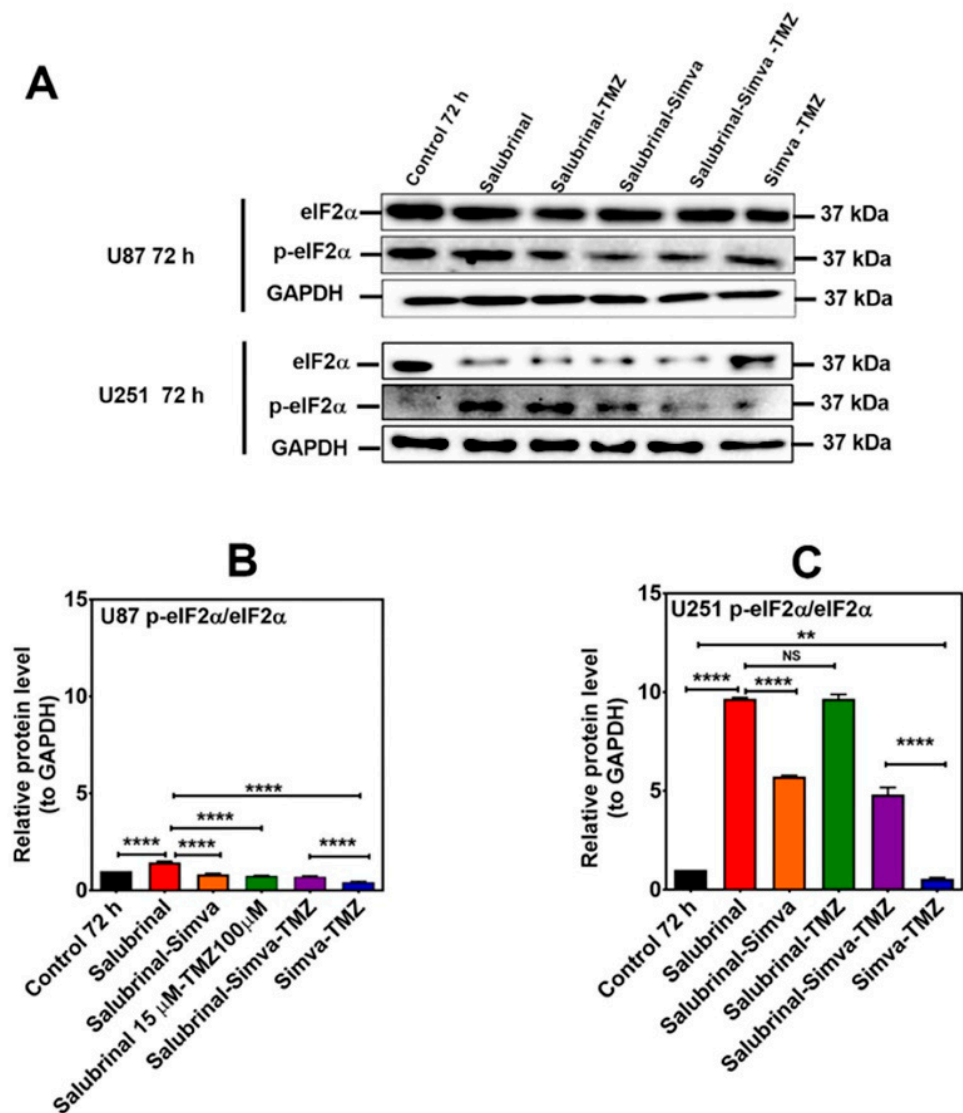 A
Control 72 h
Salubrinal
Salubrinal-TMZ
Salubrinal-Simva
Salubrinal-Simva -TMZ
Simva -TMZ
U87 72 h
eIF2α
37 kDa
p-eIF2α
37 kDa
GAPDH
37 kDa
U251 72 h
eIF2α
37 kDa
p-eIF2α
37 kDa
GAPDH
37 kDa
B
U87 p-eIF2α/eIF2α
Relative protein level
(to GAPDH)
15
10
5
0
****
****
****
****
****
Control 72 h
Salubrinal
Salubrinal-Simva
Salubrinal 15 μM-TMZ100μM
Salubrinal-Simva-TMZ
Simva-TMZ
C
U251 p-eIF2α/eIF2α
Relative protein level
(to GAPDH)
15
10
5
0
**
NS
****
****
****
Control 72 h
Salubrinal
Salubrinal-Simva
Salubrinal-TMZ
Salubrinal-Simva-TMZ
Simva-TMZ